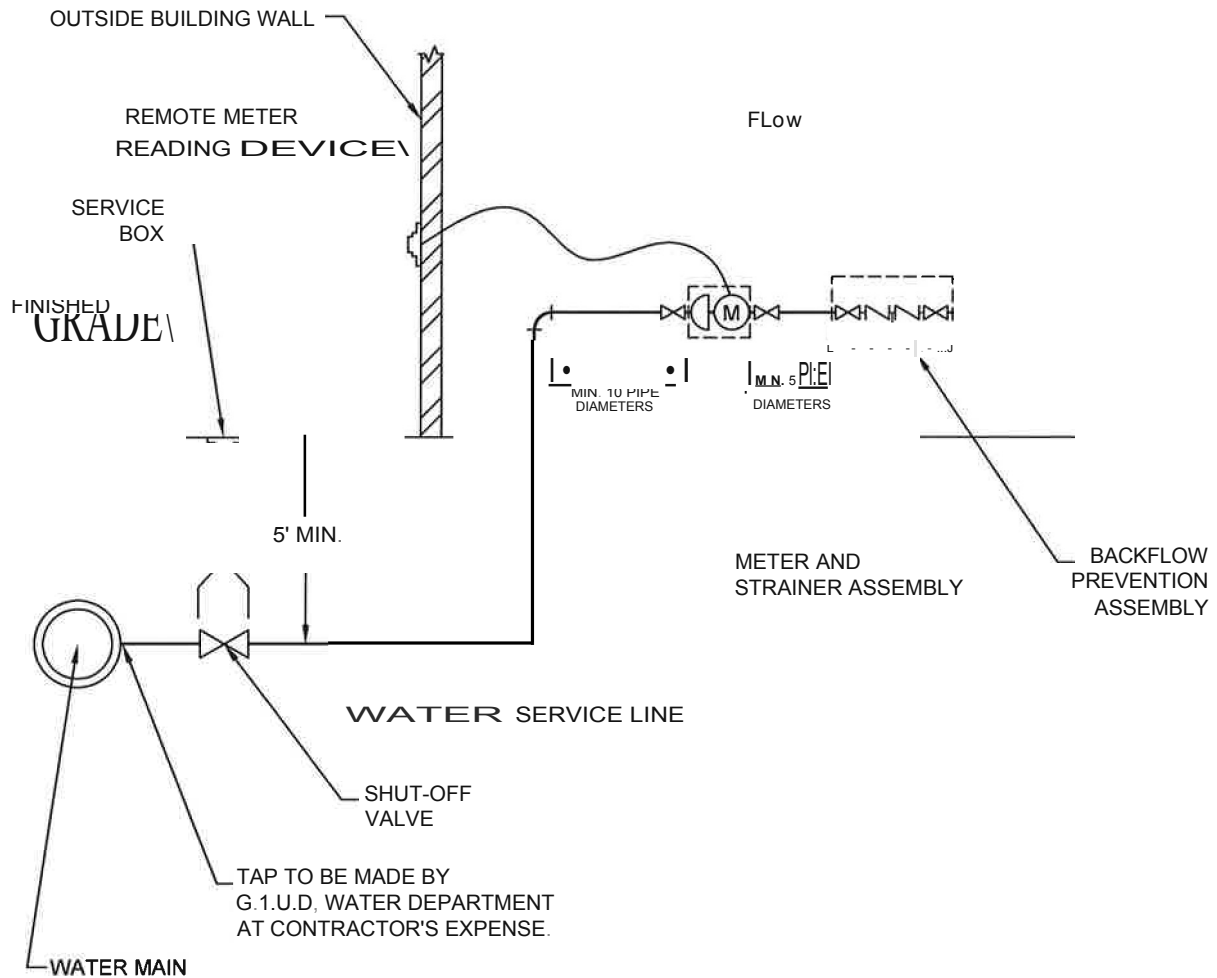 OUTSIDE BUILDING WALL
REMOTE METER
READING DEVICE\
FLow
SERVICE
BOX
FINISHED
GRADE\
M
MIN. 10 PIPE
DIAMETERS
M N. 5
DIAMETERS
5' MIN.
METER AND
STRAINER ASSEMBLY
BACKFLOW
PREVENTION
ASSEMBLY
WATER SERVICE LINE
SHUT-OFF
VALVE
TAP TO BE MADE BY
G.1.U.D, WATER DEPARTMENT
AT CONTRACTOR'S EXPENSE.
WATER MAIN